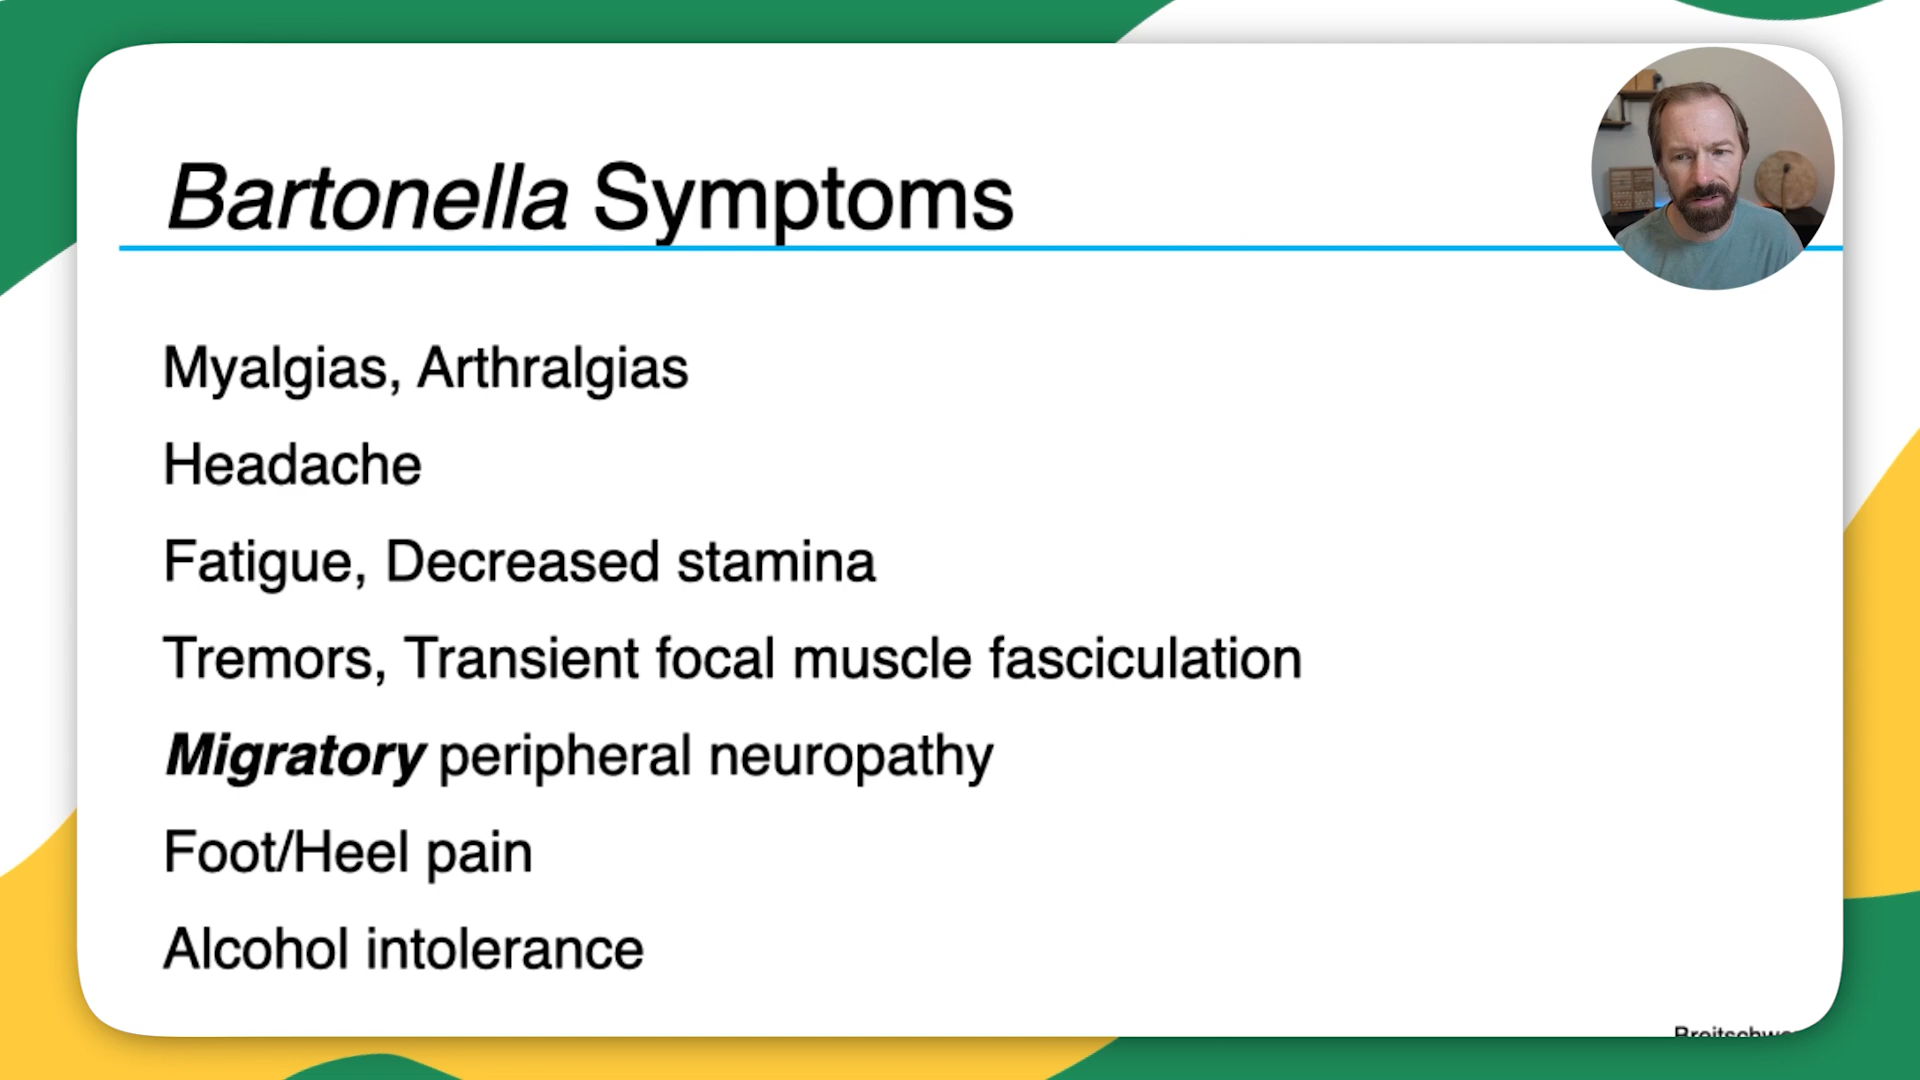 Bartonella Symptoms
Myalgias, Arthralgias
Headache
Fatigue, Decreased stamina
Tremors, Transient focal muscle fasciculation
Migratory peripheral neuropathy
Foot/Heel pain
Alcohol intolerance